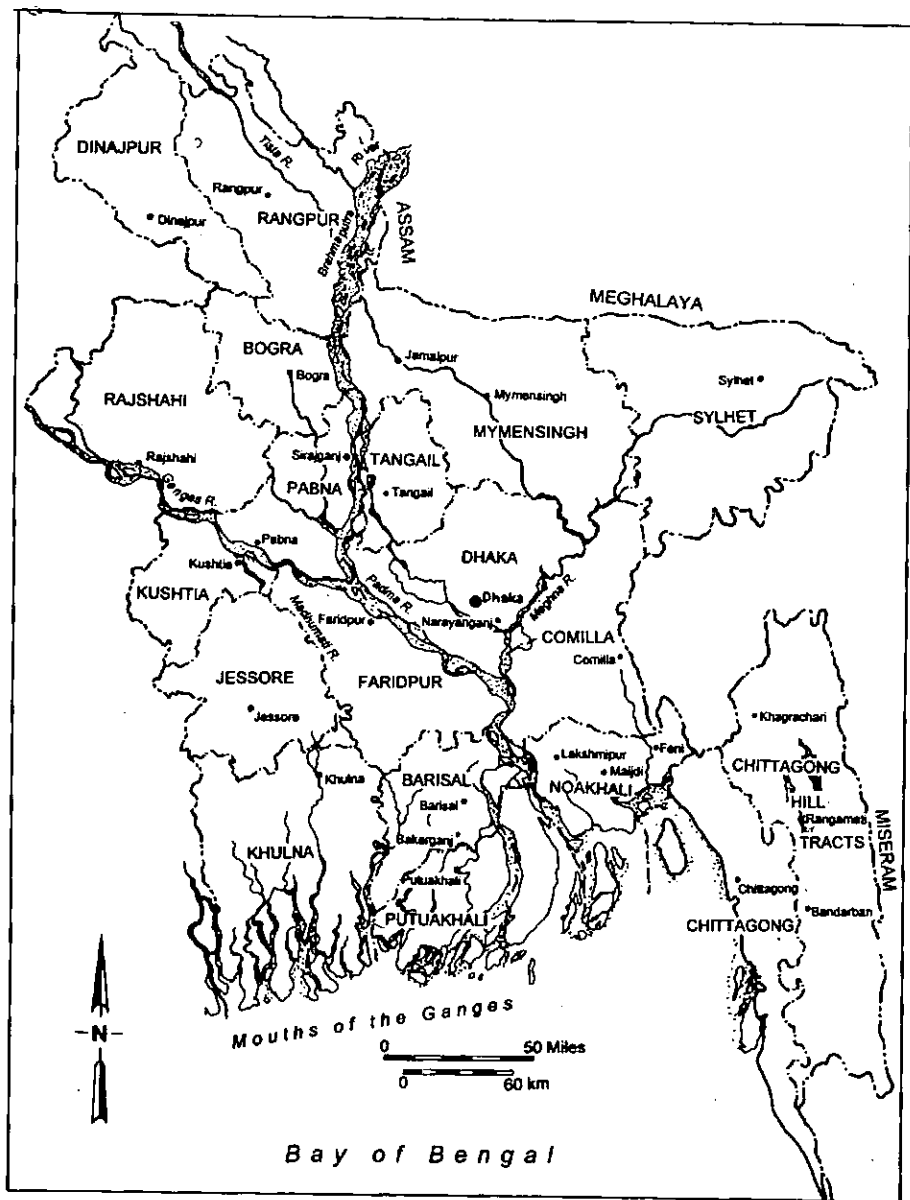 DINAJPUR
Tista R.
River
Rangpur
RANGPUR
Dinajpur
Brahmaputra
ASSAM
MEGHALAYA
BOGRA
Jamalpur
Bogra
Sylhet
RAJSHAHI
Mymensingh
MYMENSINGH
SYLHET
Rajshahi
Sirajganj
TANGAIL
Ganges R.
PABNA
Tangail
Pabna
DHAKA
Kushtia
KUSHTIA
Padma R.
Dhaka
Meghna R.
Madhumati R.
Faridpur
Narayanganj
COMILLA
Comilla
JESSORE
FARIDPUR
Jessore
Khagrachari
Lakshmipur
Feni
Khulna
BARISAL
Maijdi
CHITTAGONG
NOAKHALI
HILL
Barisal
Rangamati
TRACTS
MISERAM
Bakarganj
KHULNA
Putuakhali
Chittagong
PUTUAKHALI
Bandarban
CHITTAGONG
Mouths of the Ganges
N
0 50 Miles
0 60 km
Bay of Bengal